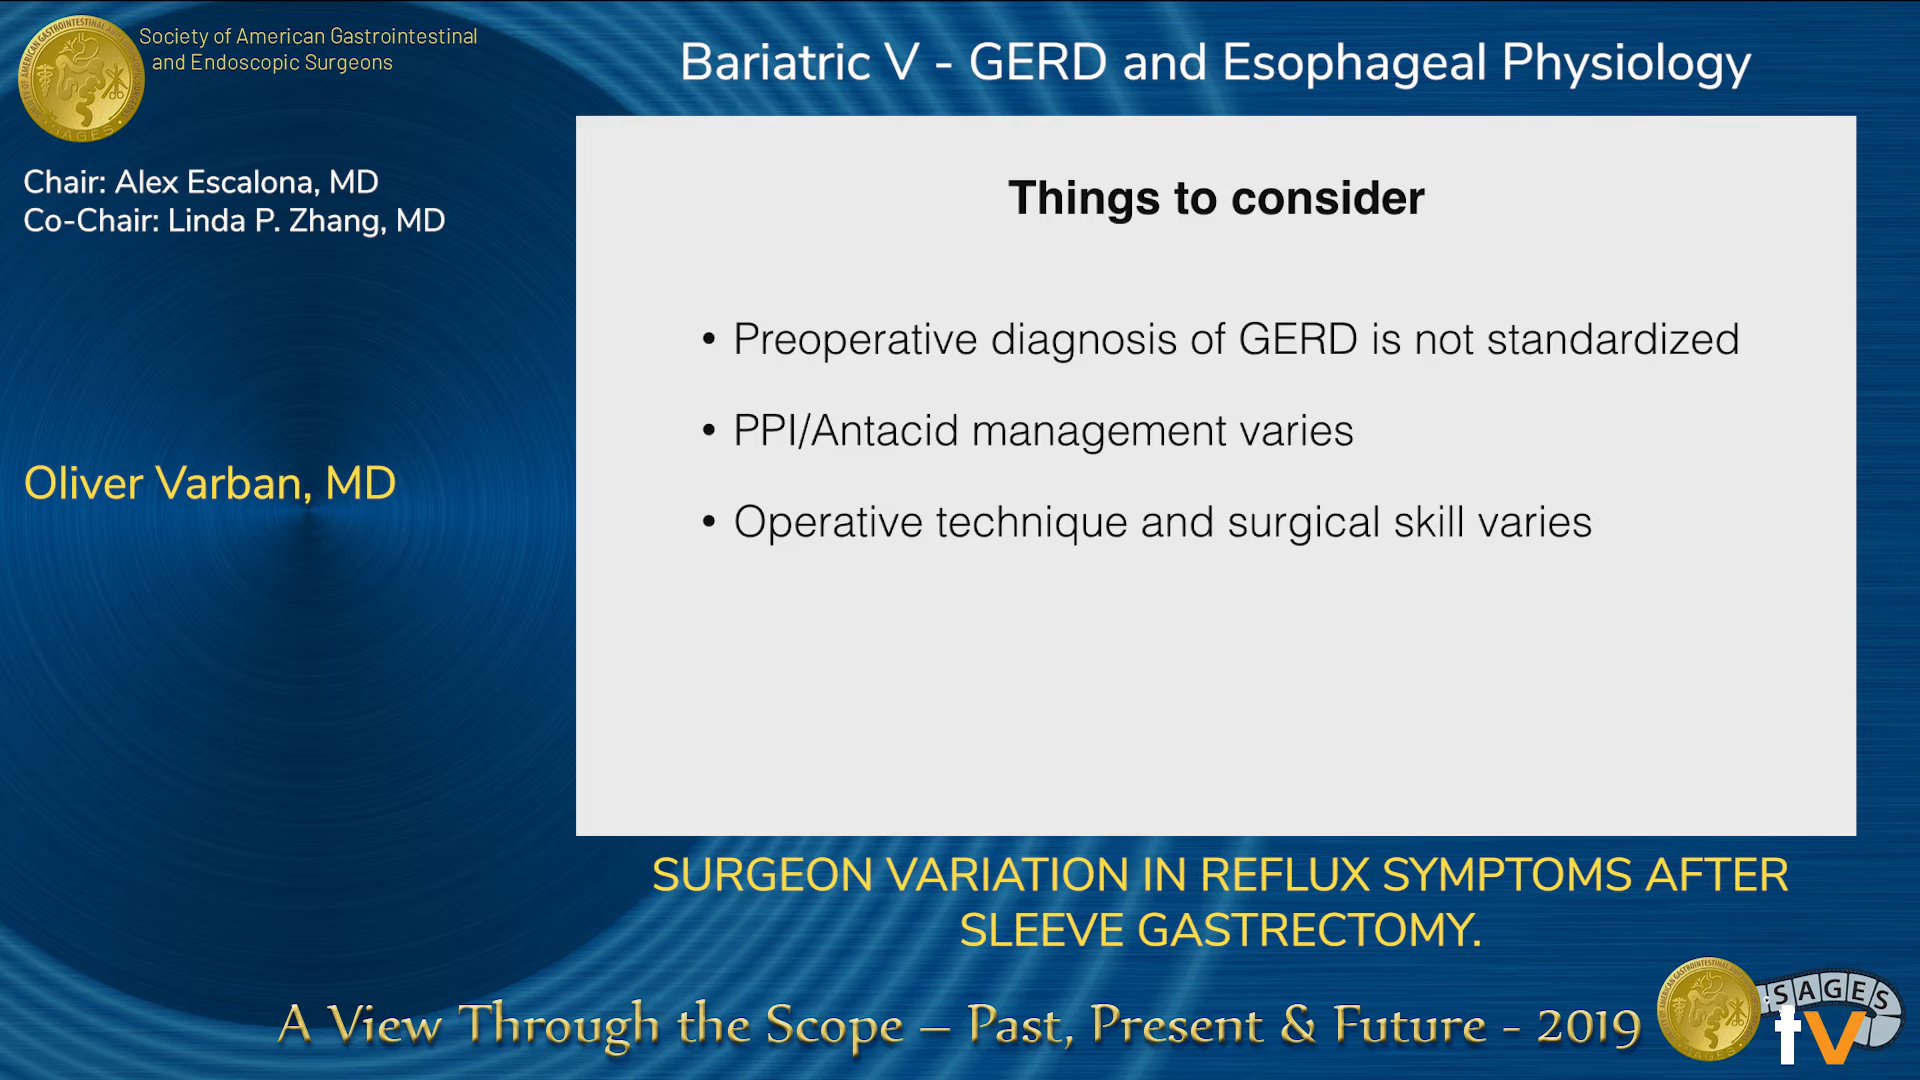 Society of American Gastrointestinal
and Endoscopic Surgeons
Bariatric V - GERD and Esophageal Physiology
Chair: Alex Escalona, MD
Co-Chair: Linda P. Zhang, MD
Oliver Varban, MD
Things to consider
• Preoperative diagnosis of GERD is not standardized
• PPI/Antacid management varies
• Operative technique and surgical skill varies
SURGEON VARIATION IN REFLUX SYMPTOMS AFTER
SLEEVE GASTRECTOMY.
A View Through the Scope – Past, Present & Future - 2019
SAGES
tv